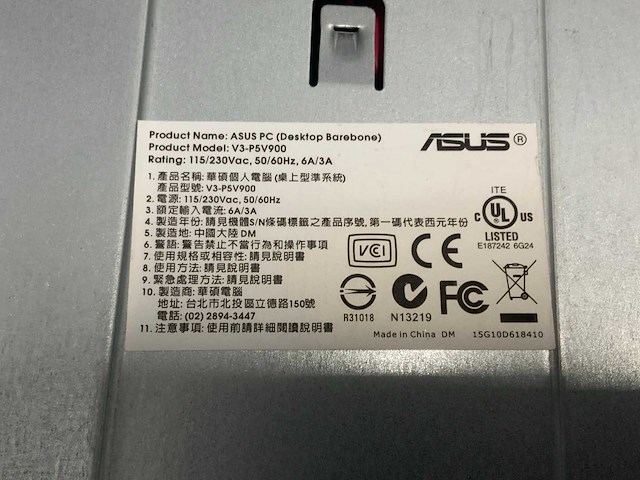 Product Name: ASUS PC (Desktop Barebone)
Product Model: V3-P5V900
Rating: 115/230Vac, 50/60Hz, 6A/3A
ASUS®
1. 產品名稱: 華碩個人電腦 (桌上型準系統)
產品型號: V3-P5V900
2. 電源: 115/230Vac, 50/60Hz
3. 額定輸入電流: 6A/3A
4. 製造年份: 請見機體S/N條碼標籤之產品序號, 第一碼代表西元年份
5. 製造地: 中國大陸 DM
6. 警語: 警告禁止不當行為和操作事項
7. 使用規格或相容性: 請見說明書
8. 使用方法: 請見說明書
9. 緊急處理方法: 請見說明書
10. 製造商: 華碩電腦
地址: 台北市北投區立德路150號
電話: (02) 2894-3447
11. 注意事項: 使用前請詳細閱讀說明書
ITE
c UL US
LISTED
E187242 6G24
VCI CE
R31018 N13219 FC
Made in China DM 15G10D618410